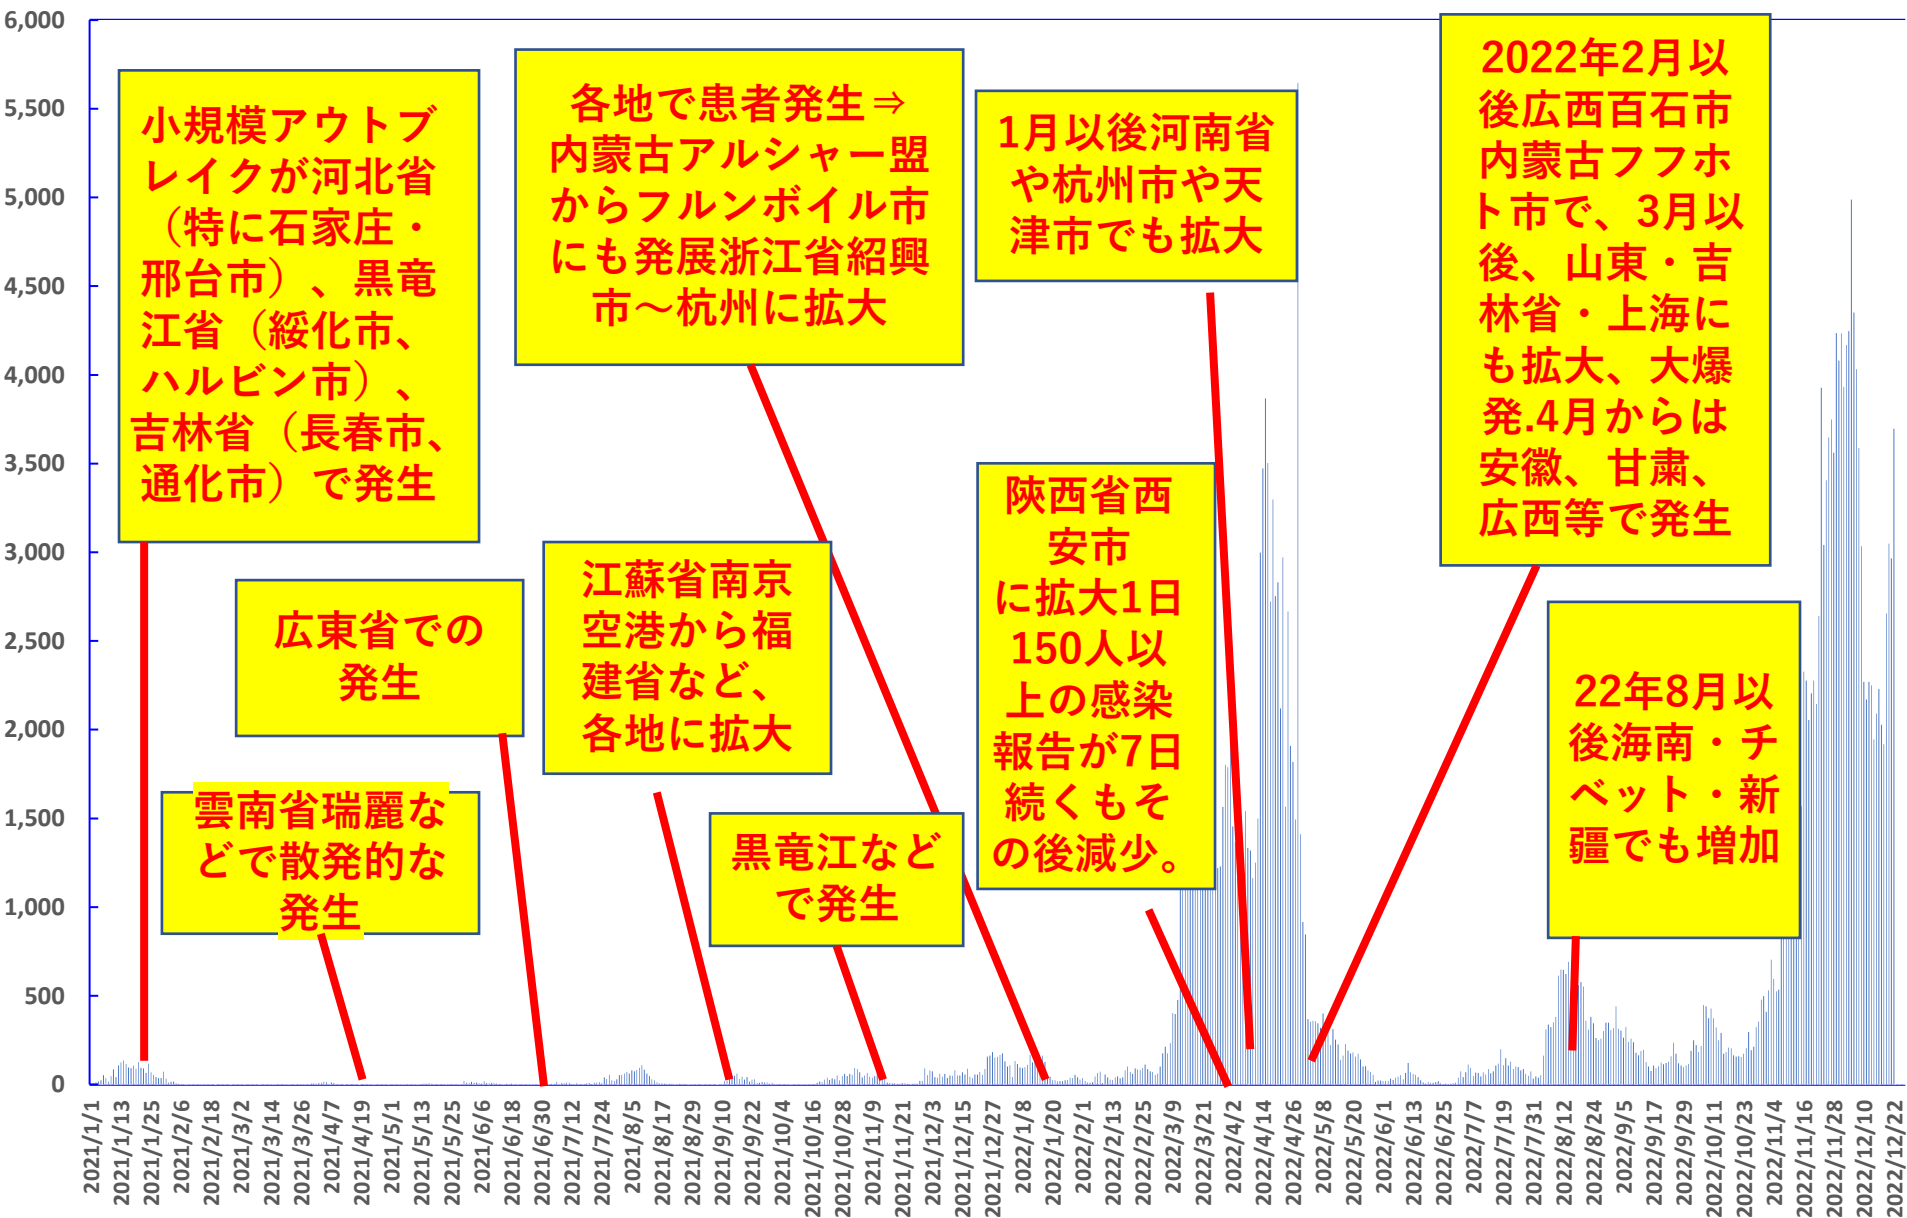 6,000
5,500
5,000
4,500
4,000
3,500
3,000
2,500
2,000
1,500
1,000
500
0
小規模アウトブ
レイクが河北省
（特に石家庄・
邢台市）、黒竜
江省（綏化市、
ハルビン市）、
吉林省（長春市、
通化市）で発生
雲南省瑞麗な
どで散発的な
発生
広東省での
発生
各地で患者発生⇒
内蒙古アルシャー盟
からフルンボイル市
にも発展浙江省紹興
市～杭州に拡大
江蘇省南京
空港から福
建省など、
各地に拡大
黒竜江など
で発生
1月以後河南省
や杭州市や天
津市でも拡大
陝西省西
安市
に拡大1日
150人以
上の感染
報告が7日
続くもそ
の後減少。
2022年2月以
後広西百石市
内蒙古フフホ
ト市で、3月以
後、山東・吉
林省・上海に
も拡大、大爆
発.4月からは
安徽、甘粛、
広西等で発生
22年8月以
後海南・チ
ベット・新
疆でも増加
2021/1/1
2021/1/13
2021/1/25
2021/2/6
2021/2/18
2021/3/2
2021/3/14
2021/3/26
2021/4/7
2021/4/19
2021/5/1
2021/5/13
2021/5/25
2021/6/6
2021/6/18
2021/6/30
2021/7/12
2021/7/24
2021/8/5
2021/8/17
2021/8/29
2021/9/10
2021/9/22
2021/10/4
2021/10/16
2021/10/28
2021/11/9
2021/11/21
2021/12/3
2021/12/15
2021/12/27
2022/1/8
2022/1/20
2022/2/1
2022/2/13
2022/2/25
2022/3/9
2022/3/21
2022/4/2
2022/4/14
2022/4/26
2022/5/8
2022/5/20
2022/6/1
2022/6/13
2022/6/25
2022/7/7
2022/7/19
2022/7/31
2022/8/12
2022/8/24
2022/9/5
2022/9/17
2022/9/29
2022/10/11
2022/10/23
2022/11/4
2022/11/16
2022/11/28
2022/12/10
2022/12/22